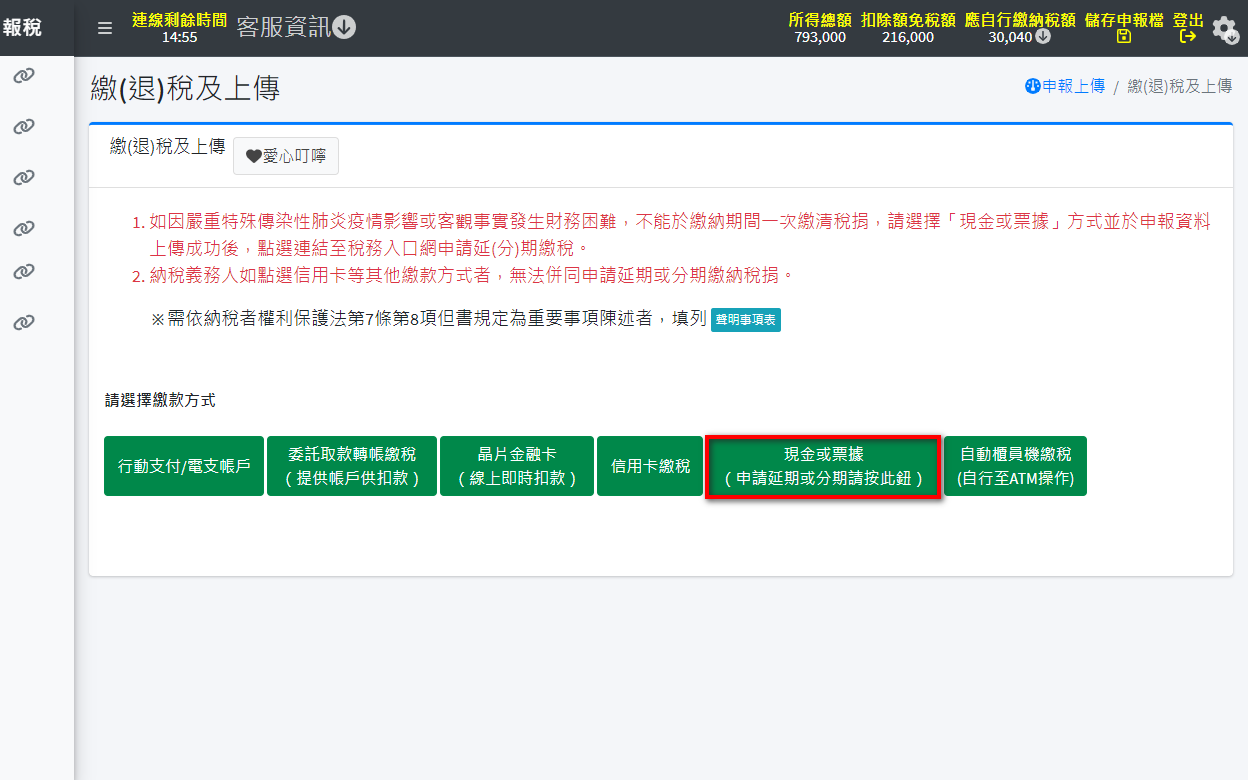 報稅
連線剩餘時間
14:55
客服資訊
所得總額
793,000
扣除額免稅額
216,000
應自行繳納稅額
30,040
儲存申報檔
登出
繳(退)稅及上傳
申報上傳 / 繳(退)稅及上傳
繳(退)稅及上傳
愛心叮嚀
1. 如因嚴重特殊傳染性肺炎疫情影響或客觀事實發生財務困難，不能於繳納期間一次繳清稅捐，請選擇「現金或票據」方式並於申報資料
上傳成功後，點選連結至稅務入口網申請延(分)期繳稅。
2. 納稅義務人如點選信用卡等其他繳款方式者，無法併同申請延期或分期繳納稅捐。
※需依納稅者權利保護法第7條第8項但書規定為重要事項陳述者，填列 聲明事項表
請選擇繳款方式
行動支付/電支帳戶
委託取款轉帳繳稅
（提供帳戶供扣款）
晶片金融卡
（線上即時扣款）
信用卡繳稅
現金或票據
（申請延期或分期請按此鈕）
自動櫃員機繳稅
(自行至ATM操作)